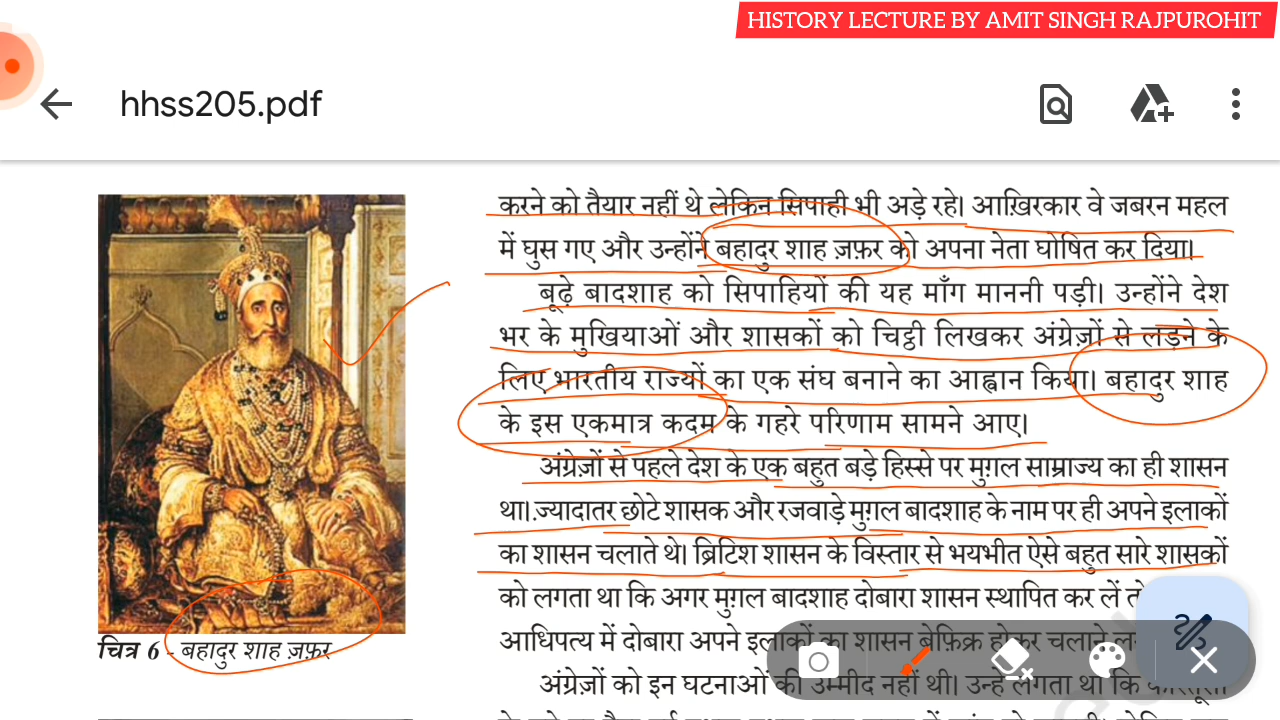 HISTORY LECTURE BY AMIT SINGH RAJPUROHIT
hhss205.pdf
करने को तैयार नहीं थे लेकिन सिपाही भी अड़े रहे। आख़िरकार वे जबरन महल
में घुस गए और उन्होंने बहादुर शाह ज़फ़र को अपना नेता घोषित कर दिया।
बूढ़े बादशाह को सिपाहियों की यह माँग माननी पड़ी। उन्होंने देश
भर के मुखियाओं और शासकों को चिट्ठी लिखकर अंग्रेज़ों से लड़ने के
लिए भारतीय राज्यों का एक संघ बनाने का आह्वान किया। बहादुर शाह
के इस एकमात्र कदम के गहरे परिणाम सामने आए।
अंग्रेज़ों से पहले देश के एक बहुत बड़े हिस्से पर मुग़ल साम्राज्य का ही शासन
था। ज़्यादातर छोटे शासक और रजवाड़े मुग़ल बादशाह के नाम पर ही अपने इलाकों
का शासन चलाते थे। ब्रिटिश शासन के विस्तार से भयभीत ऐसे बहुत सारे शासकों
को लगता था कि अगर मुग़ल बादशाह दोबारा शासन स्थापित कर लें
आधिपत्य में दोबारा अपने इलाकों का शासन बेफ़िक्र होकर चलाने
अंग्रेज़ों को इन घटनाओं की उम्मीद नहीं थी। उन्हें लगता था कि
चित्र 6 - बहादुर शाह ज़फ़र